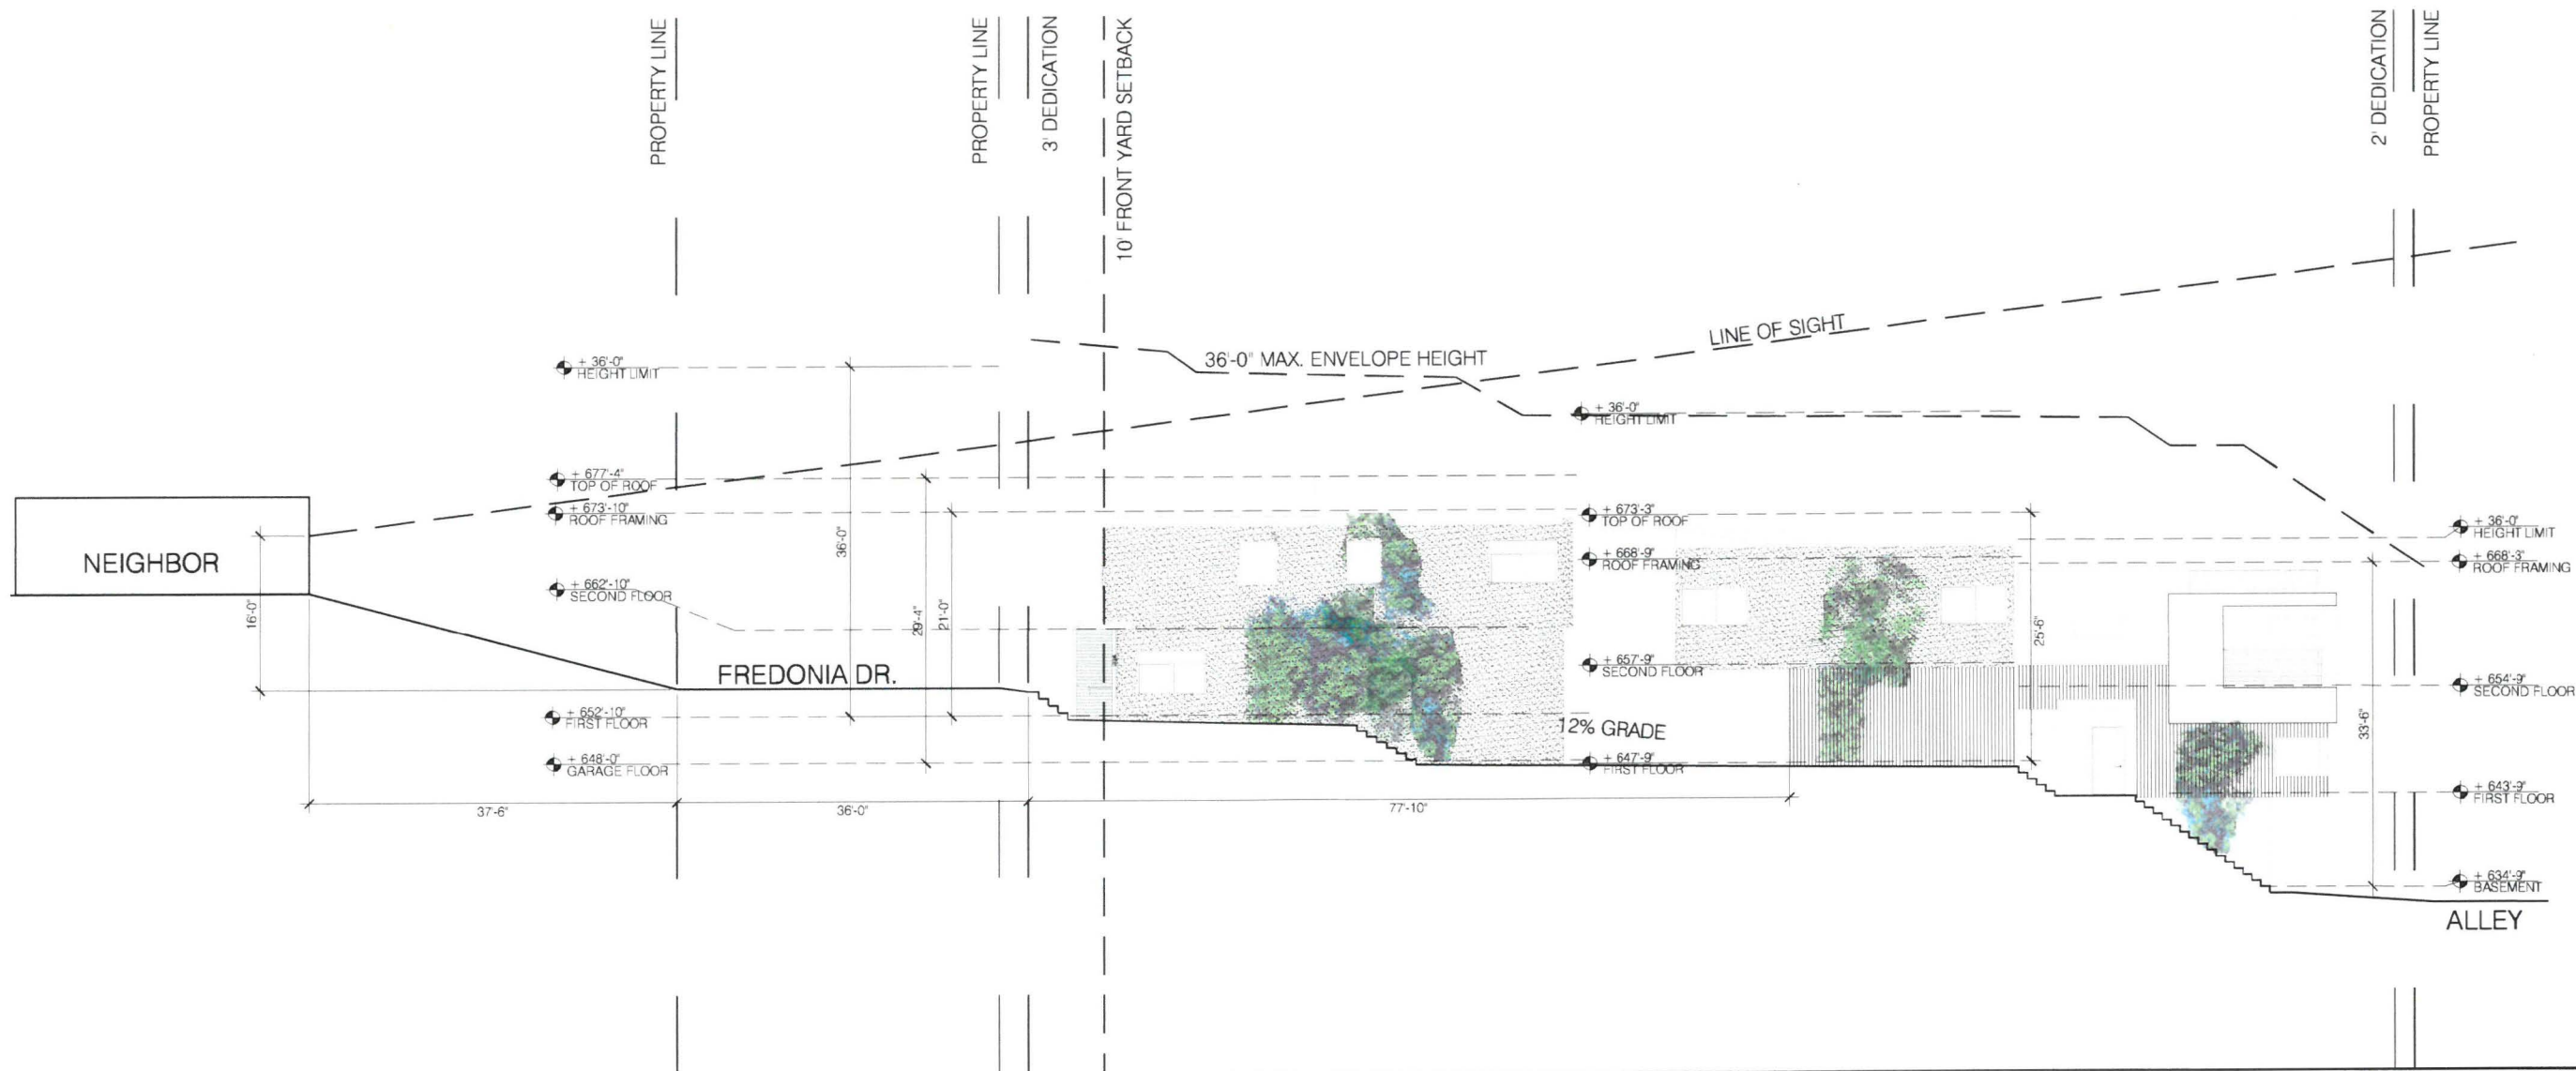 PROPERTY LINE
PROPERTY LINE
3' DEDICATION
10' FRONT YARD SETBACK
2' DEDICATION
PROPERTY LINE
LINE OF SIGHT
36'-0" MAX. ENVELOPE HEIGHT
+ 36'-0"
HEIGHT LIMIT
+ 677'-4"
TOP OF ROOF
+ 673'-10"
ROOF FRAMING
+ 662'-10"
SECOND FLOOR
+ 652'-10"
FIRST FLOOR
+ 648'-0"
GARAGE FLOOR
NEIGHBOR
16'-0"
FREDONIA DR.
36'-0"
29'-4"
21'-0"
+ 36'-0"
HEIGHT LIMIT
+ 673'-3"
TOP OF ROOF
+ 668'-9"
ROOF FRAMING
+ 657'-9"
SECOND FLOOR
12% GRADE
+ 647'-9"
FIRST FLOOR
25'-6"
+ 36'-0"
HEIGHT LIMIT
+ 668'-3"
ROOF FRAMING
+ 654'-9"
SECOND FLOOR
33'-6"
+ 643'-9"
FIRST FLOOR
+ 634'-9"
BASEMENT
ALLEY
37'-6"
36'-0"
77'-10"